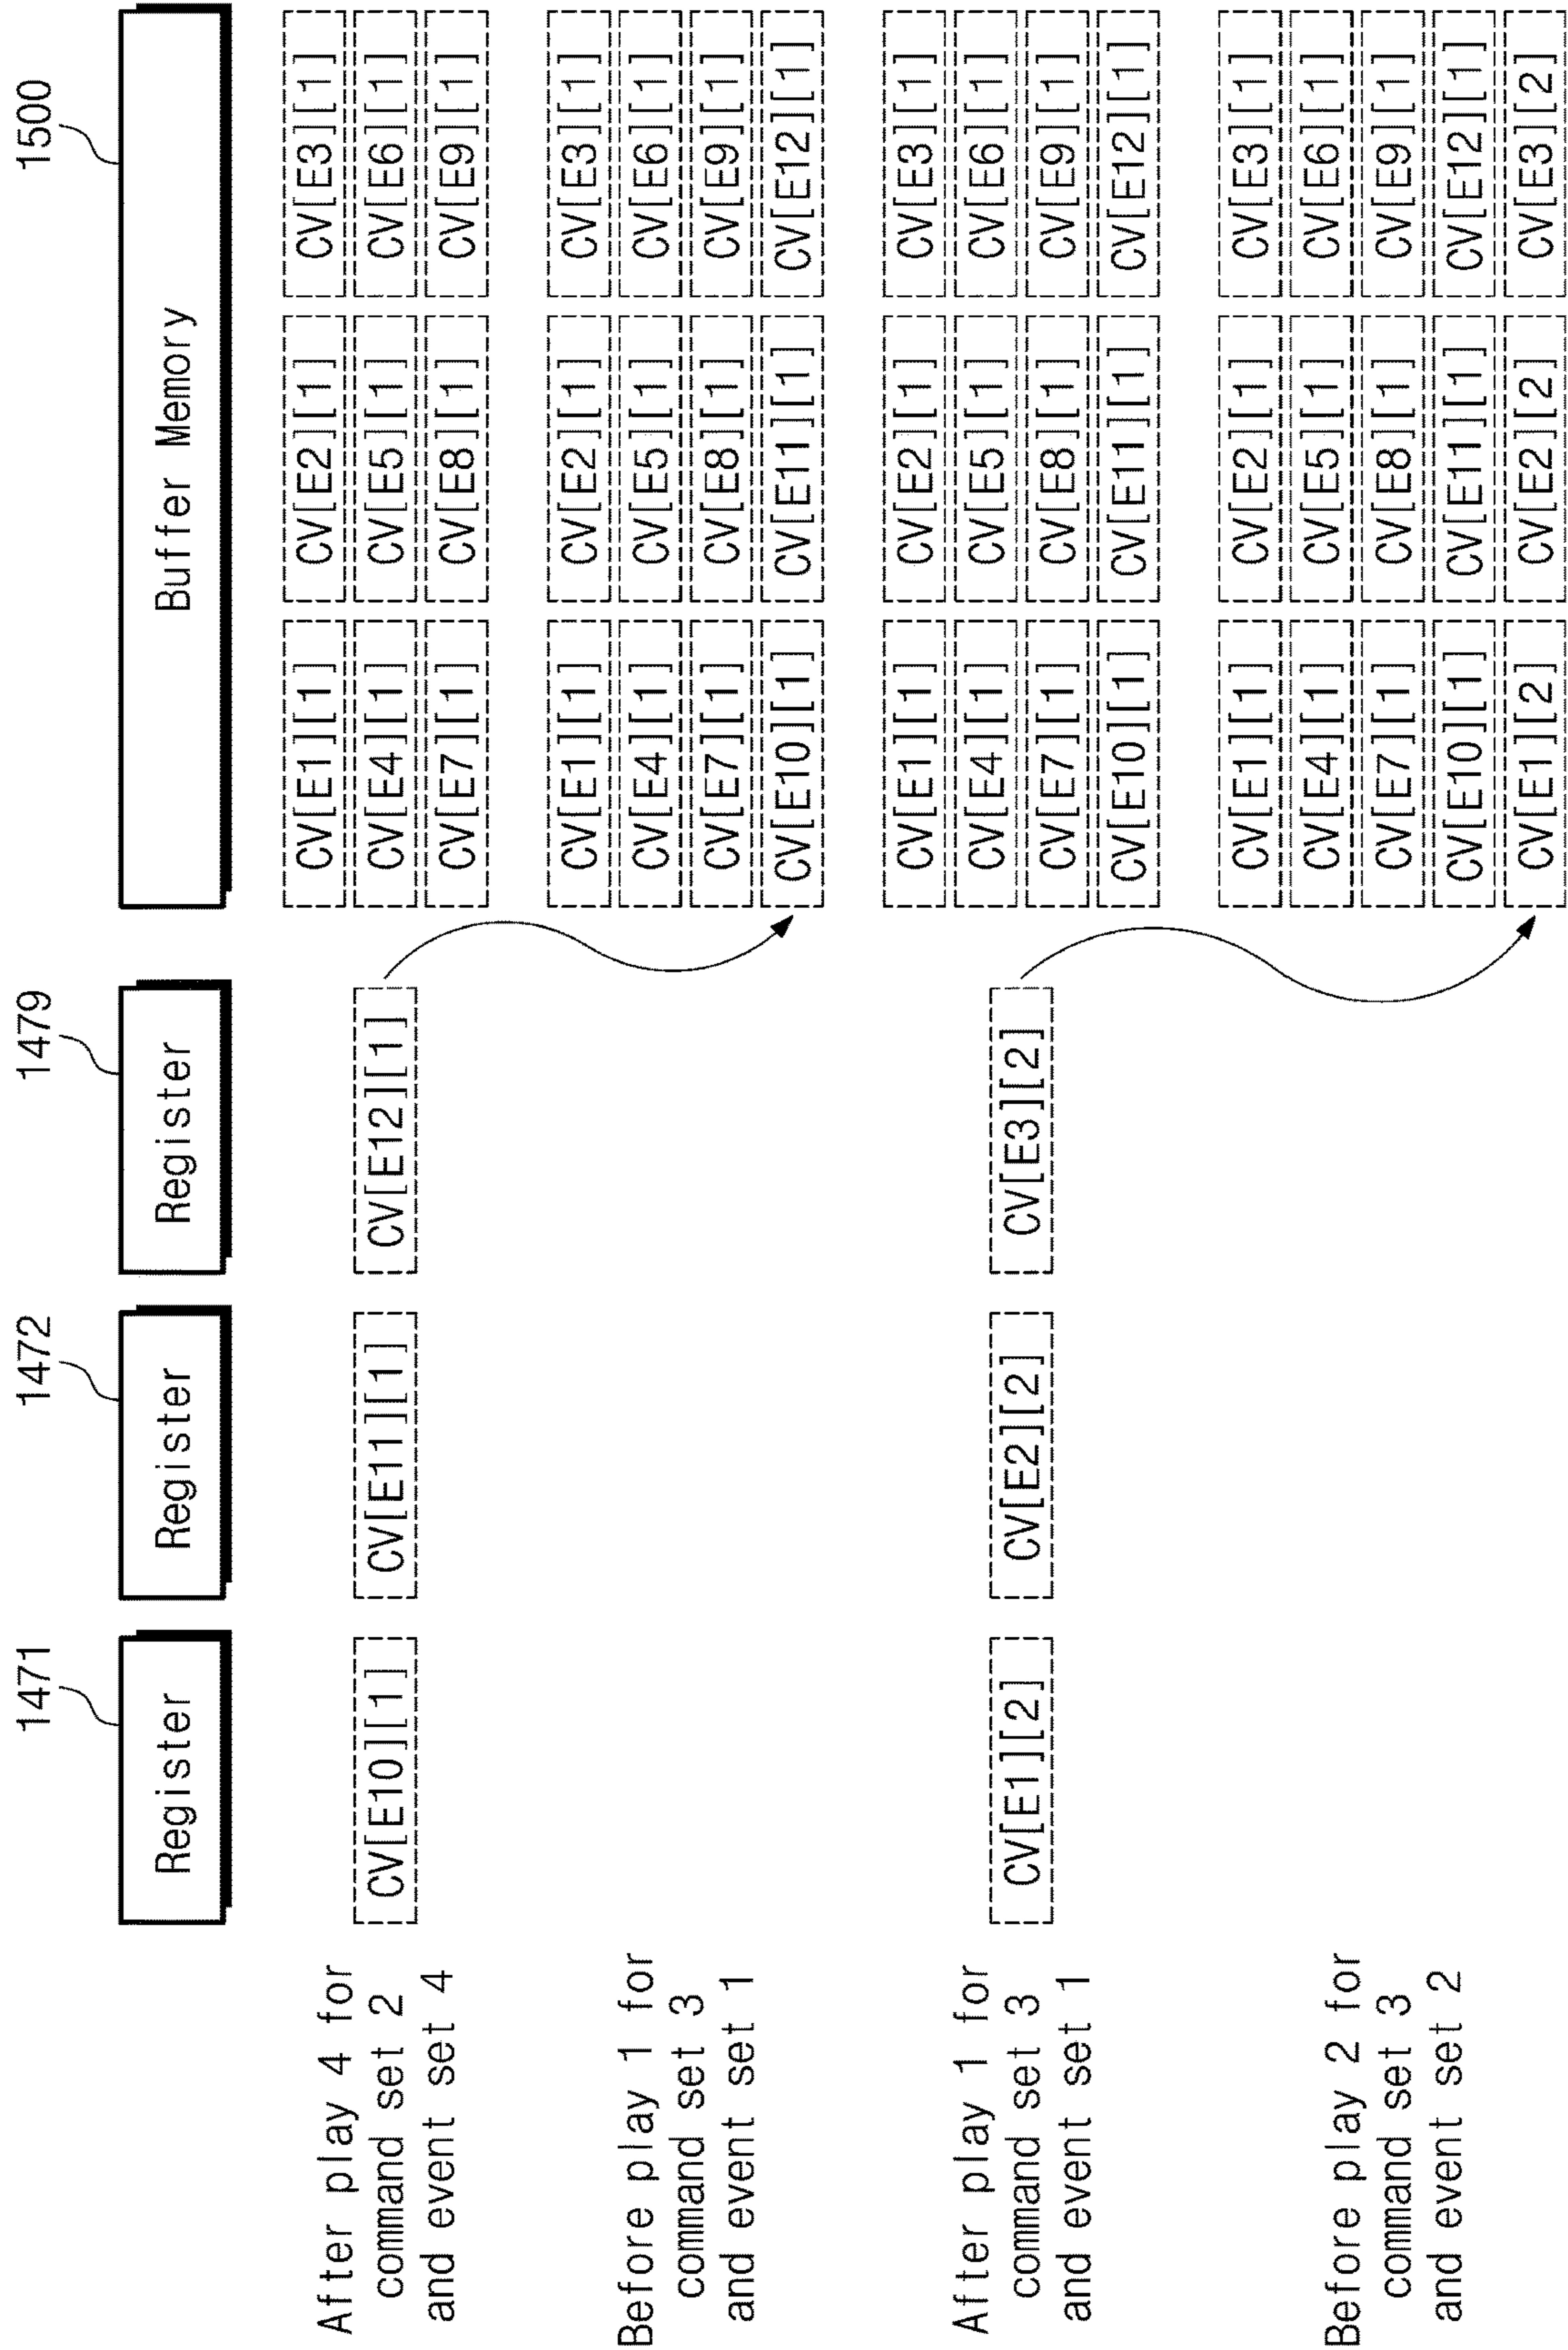 1471
1472
1479
1500
Register
Register
Register
Buffer Memory
After play 4 for
command set 2
and event set 4
CV[E10][1]
CV[E11][1]
CV[E12][1]
CV[E1][1]
CV[E2][1]
CV[E3][1]
CV[E4][1]
CV[E5][1]
CV[E6][1]
CV[E7][1]
CV[E8][1]
CV[E9][1]
Before play 1 for
command set 3
and event set 1
CV[E1][1]
CV[E2][1]
CV[E3][1]
CV[E4][1]
CV[E5][1]
CV[E6][1]
CV[E7][1]
CV[E8][1]
CV[E9][1]
CV[E10][1]
CV[E11][1]
CV[E12][1]
After play 1 for
command set 3
and event set 1
CV[E1][2]
CV[E2][2]
CV[E3][2]
CV[E1][1]
CV[E2][1]
CV[E3][1]
CV[E4][1]
CV[E5][1]
CV[E6][1]
CV[E7][1]
CV[E8][1]
CV[E9][1]
CV[E10][1]
CV[E11][1]
CV[E12][1]
Before play 2 for
command set 3
and event set 2
CV[E1][1]
CV[E2][1]
CV[E3][1]
CV[E4][1]
CV[E5][1]
CV[E6][1]
CV[E7][1]
CV[E8][1]
CV[E9][1]
CV[E10][1]
CV[E11][1]
CV[E12][1]
CV[E1][2]
CV[E2][2]
CV[E3][2]